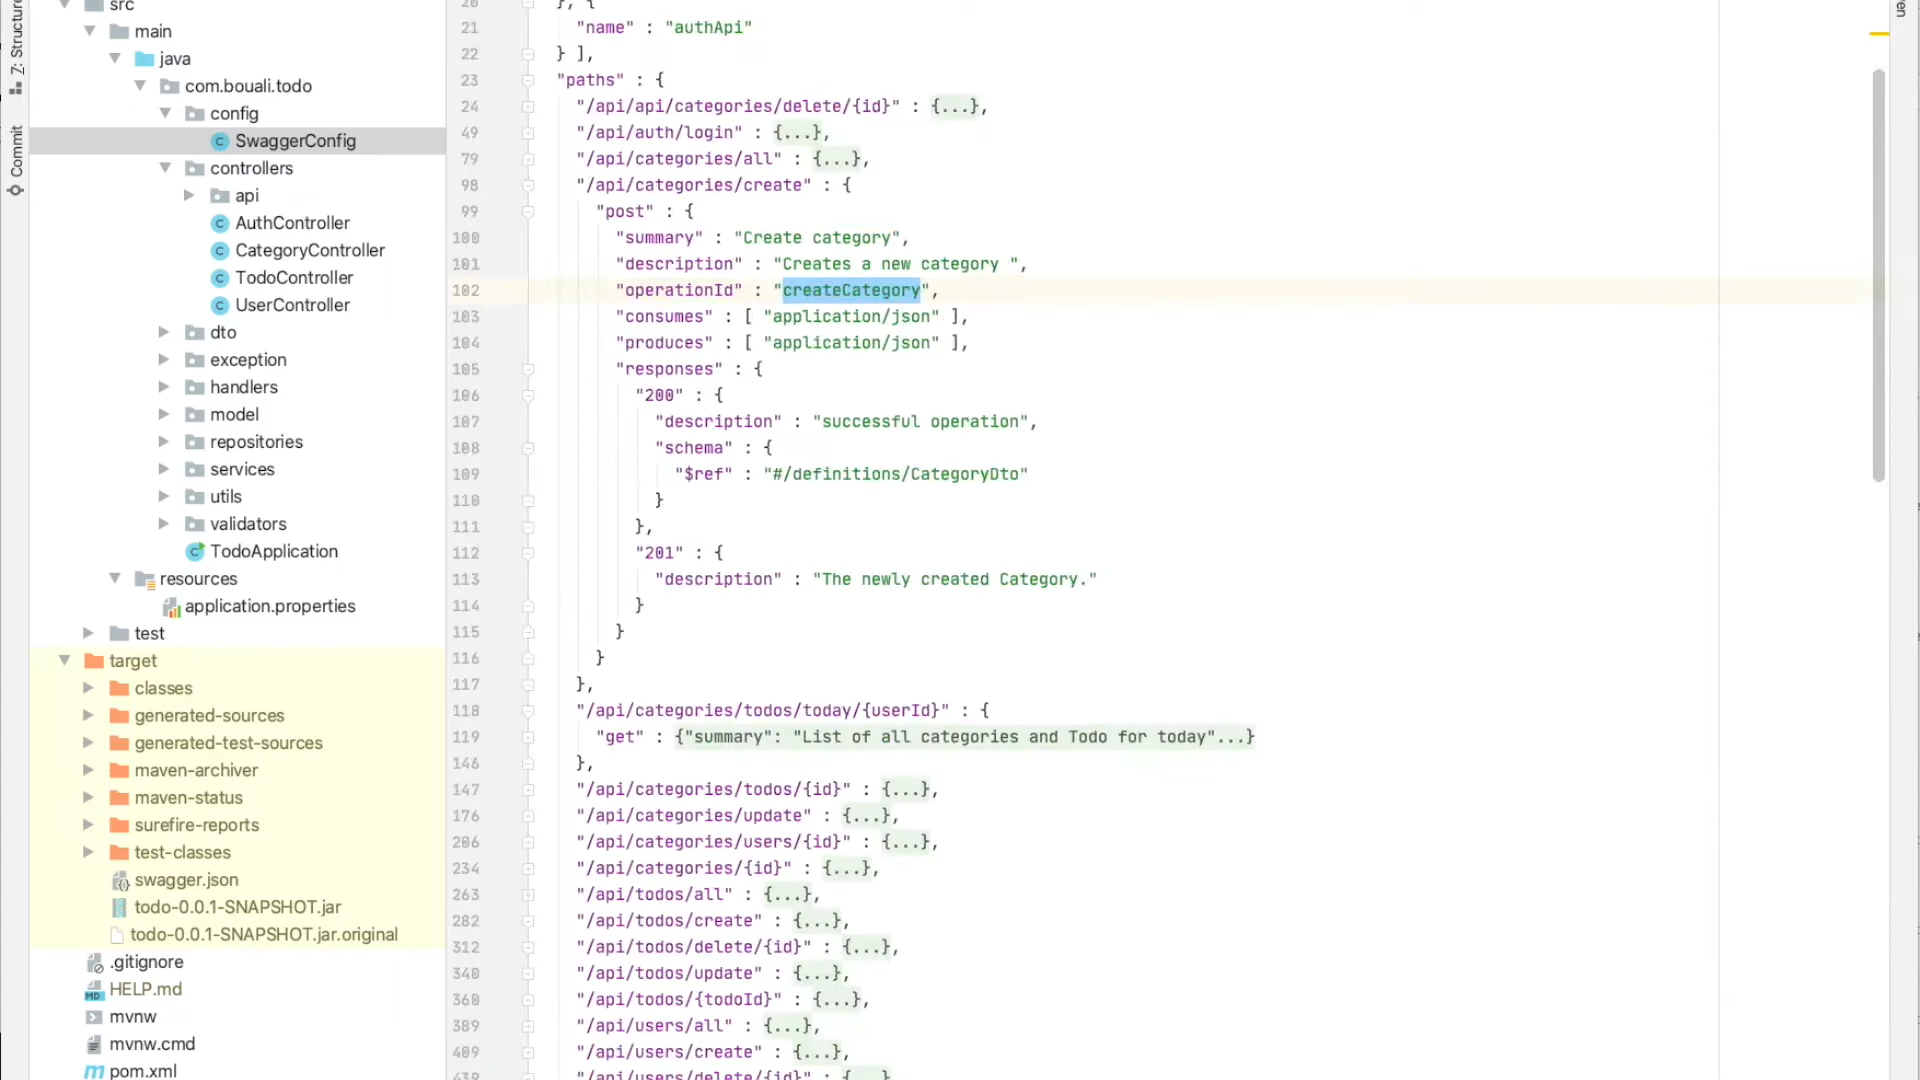 Z: Structure
Commit
src
main
java
com.bouali.todo
config
SwaggerConfig
controllers
api
AuthController
CategoryController
TodoController
UserController
dto
exception
handlers
model
repositories
services
utils
validators
TodoApplication
resources
application.properties
test
target
classes
generated-sources
generated-test-sources
maven-archiver
maven-status
surefire-reports
test-classes
swagger.json
todo-0.0.1-SNAPSHOT.jar
todo-0.0.1-SNAPSHOT.jar.original
.gitignore
HELP.md
mvnw
mvnw.cmd
pom.xml
20 }, {
21 "name" : "authApi"
22 } ],
23 "paths" : {
24 "/api/api/categories/delete/{id}" : {...},
49 "/api/auth/login" : {...},
79 "/api/categories/all" : {...},
98 "/api/categories/create" : {
99 "post" : {
100 "summary" : "Create category",
101 "description" : "Creates a new category ",
102 "operationId" : "createCategory",
103 "consumes" : [ "application/json" ],
104 "produces" : [ "application/json" ],
105 "responses" : {
106 "200" : {
107 "description" : "successful operation",
108 "schema" : {
109 "$ref" : "#/definitions/CategoryDto"
110 }
111 },
112 "201" : {
113 "description" : "The newly created Category."
114 }
115 }
116 }
117 },
118 "/api/categories/todos/today/{userId}" : {
119 "get" : {"summary": "List of all categories and Todo for today"...}
146 },
147 "/api/categories/todos/{id}" : {...},
176 "/api/categories/update" : {...},
206 "/api/categories/users/{id}" : {...},
234 "/api/categories/{id}" : {...},
263 "/api/todos/all" : {...},
282 "/api/todos/create" : {...},
312 "/api/todos/delete/{id}" : {...},
340 "/api/todos/update" : {...},
360 "/api/todos/{todoId}" : {...},
389 "/api/users/all" : {...},
409 "/api/users/create" : {...},
439 "/api/users/delete/{id}" : {...}